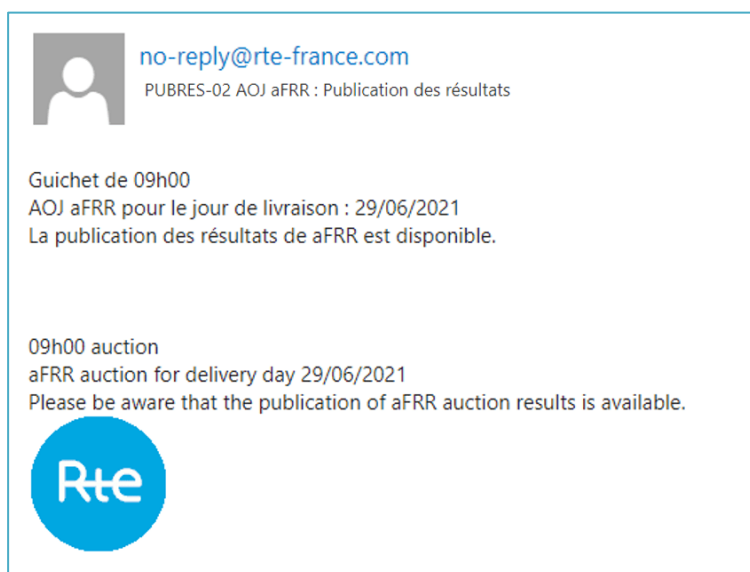 no-reply@rte-france.com
PUBRES-02 AOJ aFRR : Publication des résultats
Guichet de 09h00
AOJ aFRR pour le jour de livraison : 29/06/2021
La publication des résultats de aFRR est disponible.
09h00 auction
aFRR auction for delivery day 29/06/2021
Please be aware that the publication of aFRR auction results is available.
Rte